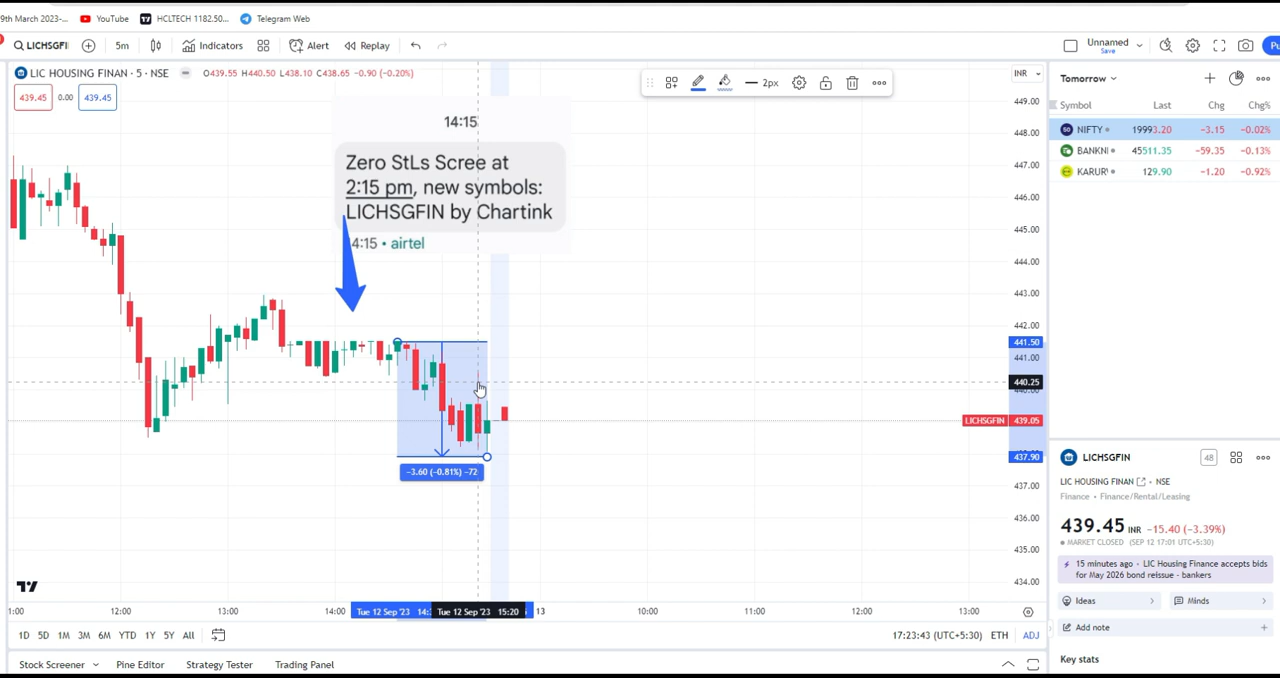 9th March 2023-... YouTube HCLTECH 1182.50... Telegram Web
LICHSGFI 5m Indicators Alert Replay Unnamed Save
LIC HOUSING FINAN · 5 · NSE O439.55 H440.50 L438.10 C438.65 -0.90 (-0.20%)
439.45 0.00 439.45
2px
INR
14:15
Zero StLs Scree at
2:15 pm, new symbols:
LICHSGFIN by Chartink
4:15 • airtel
449.00
448.00
447.00
446.00
445.00
444.00
443.00
442.00
441.50
441.00
440.25
LICHSGFIN 439.05
437.90
437.00
436.00
435.00
434.00
−3.60 (−0.81%) −72
1:00 12:00 13:00 14:00 Tue 12 Sep '23 14: Tue 12 Sep '23 15:20 13 10:00 11:00 12:00 13:00
1D 5D 1M 3M 6M YTD 1Y 5Y All 17:23:43 (UTC+5:30) ETH ADJ
Stock Screener Pine Editor Strategy Tester Trading Panel
Tomorrow
Symbol Last Chg Chg%
NIFTY 19993.20 −3.15 −0.02%
BANKNI 45511.35 −59.35 −0.13%
KARUR 129.90 −1.20 −0.92%
LICHSGFIN 48
LIC HOUSING FINAN · NSE
Finance • Finance/Rental/Leasing
439.45 INR −15.40 (−3.39%)
MARKET CLOSED (SEP 12 17:01 UTC+5:30)
15 minutes ago · LIC Housing Finance accepts bids
for May 2026 bond reissue - bankers
Ideas Minds
Add note
Key stats